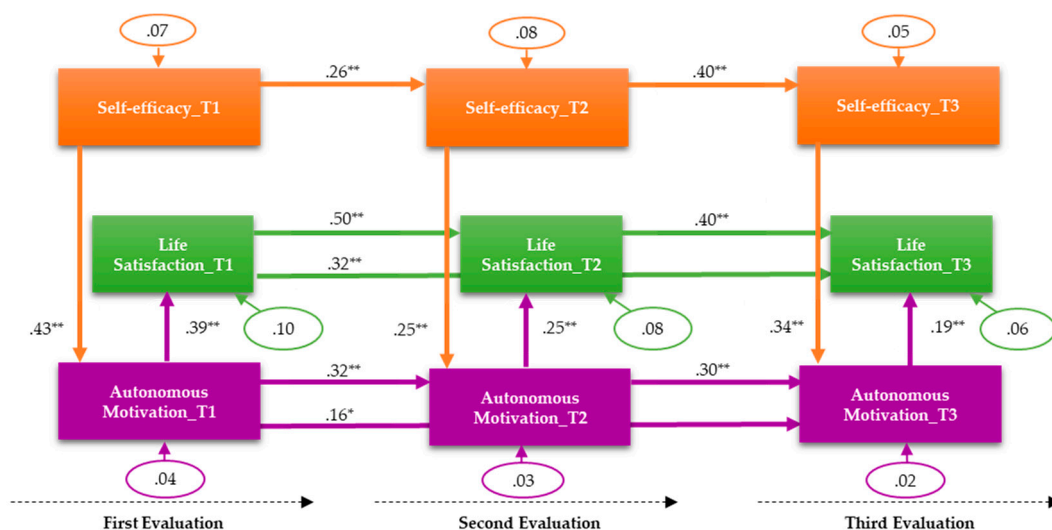 .07
.08
.05
.26**
.40**
Self-efficacy_T1
Self-efficacy_T2
Self-efficacy_T3
.50**
.40**
Life
Satisfaction_T1
Life
Satisfaction_T2
Life
Satisfaction_T3
.32**
.43**
.39**
.10
.25**
.25**
.08
.34**
.19**
.06
.32**
.30**
Autonomous
Motivation_T1
Autonomous
Motivation_T2
Autonomous
Motivation_T3
.16*
.04
.03
.02
First Evaluation
Second Evaluation
Third Evaluation